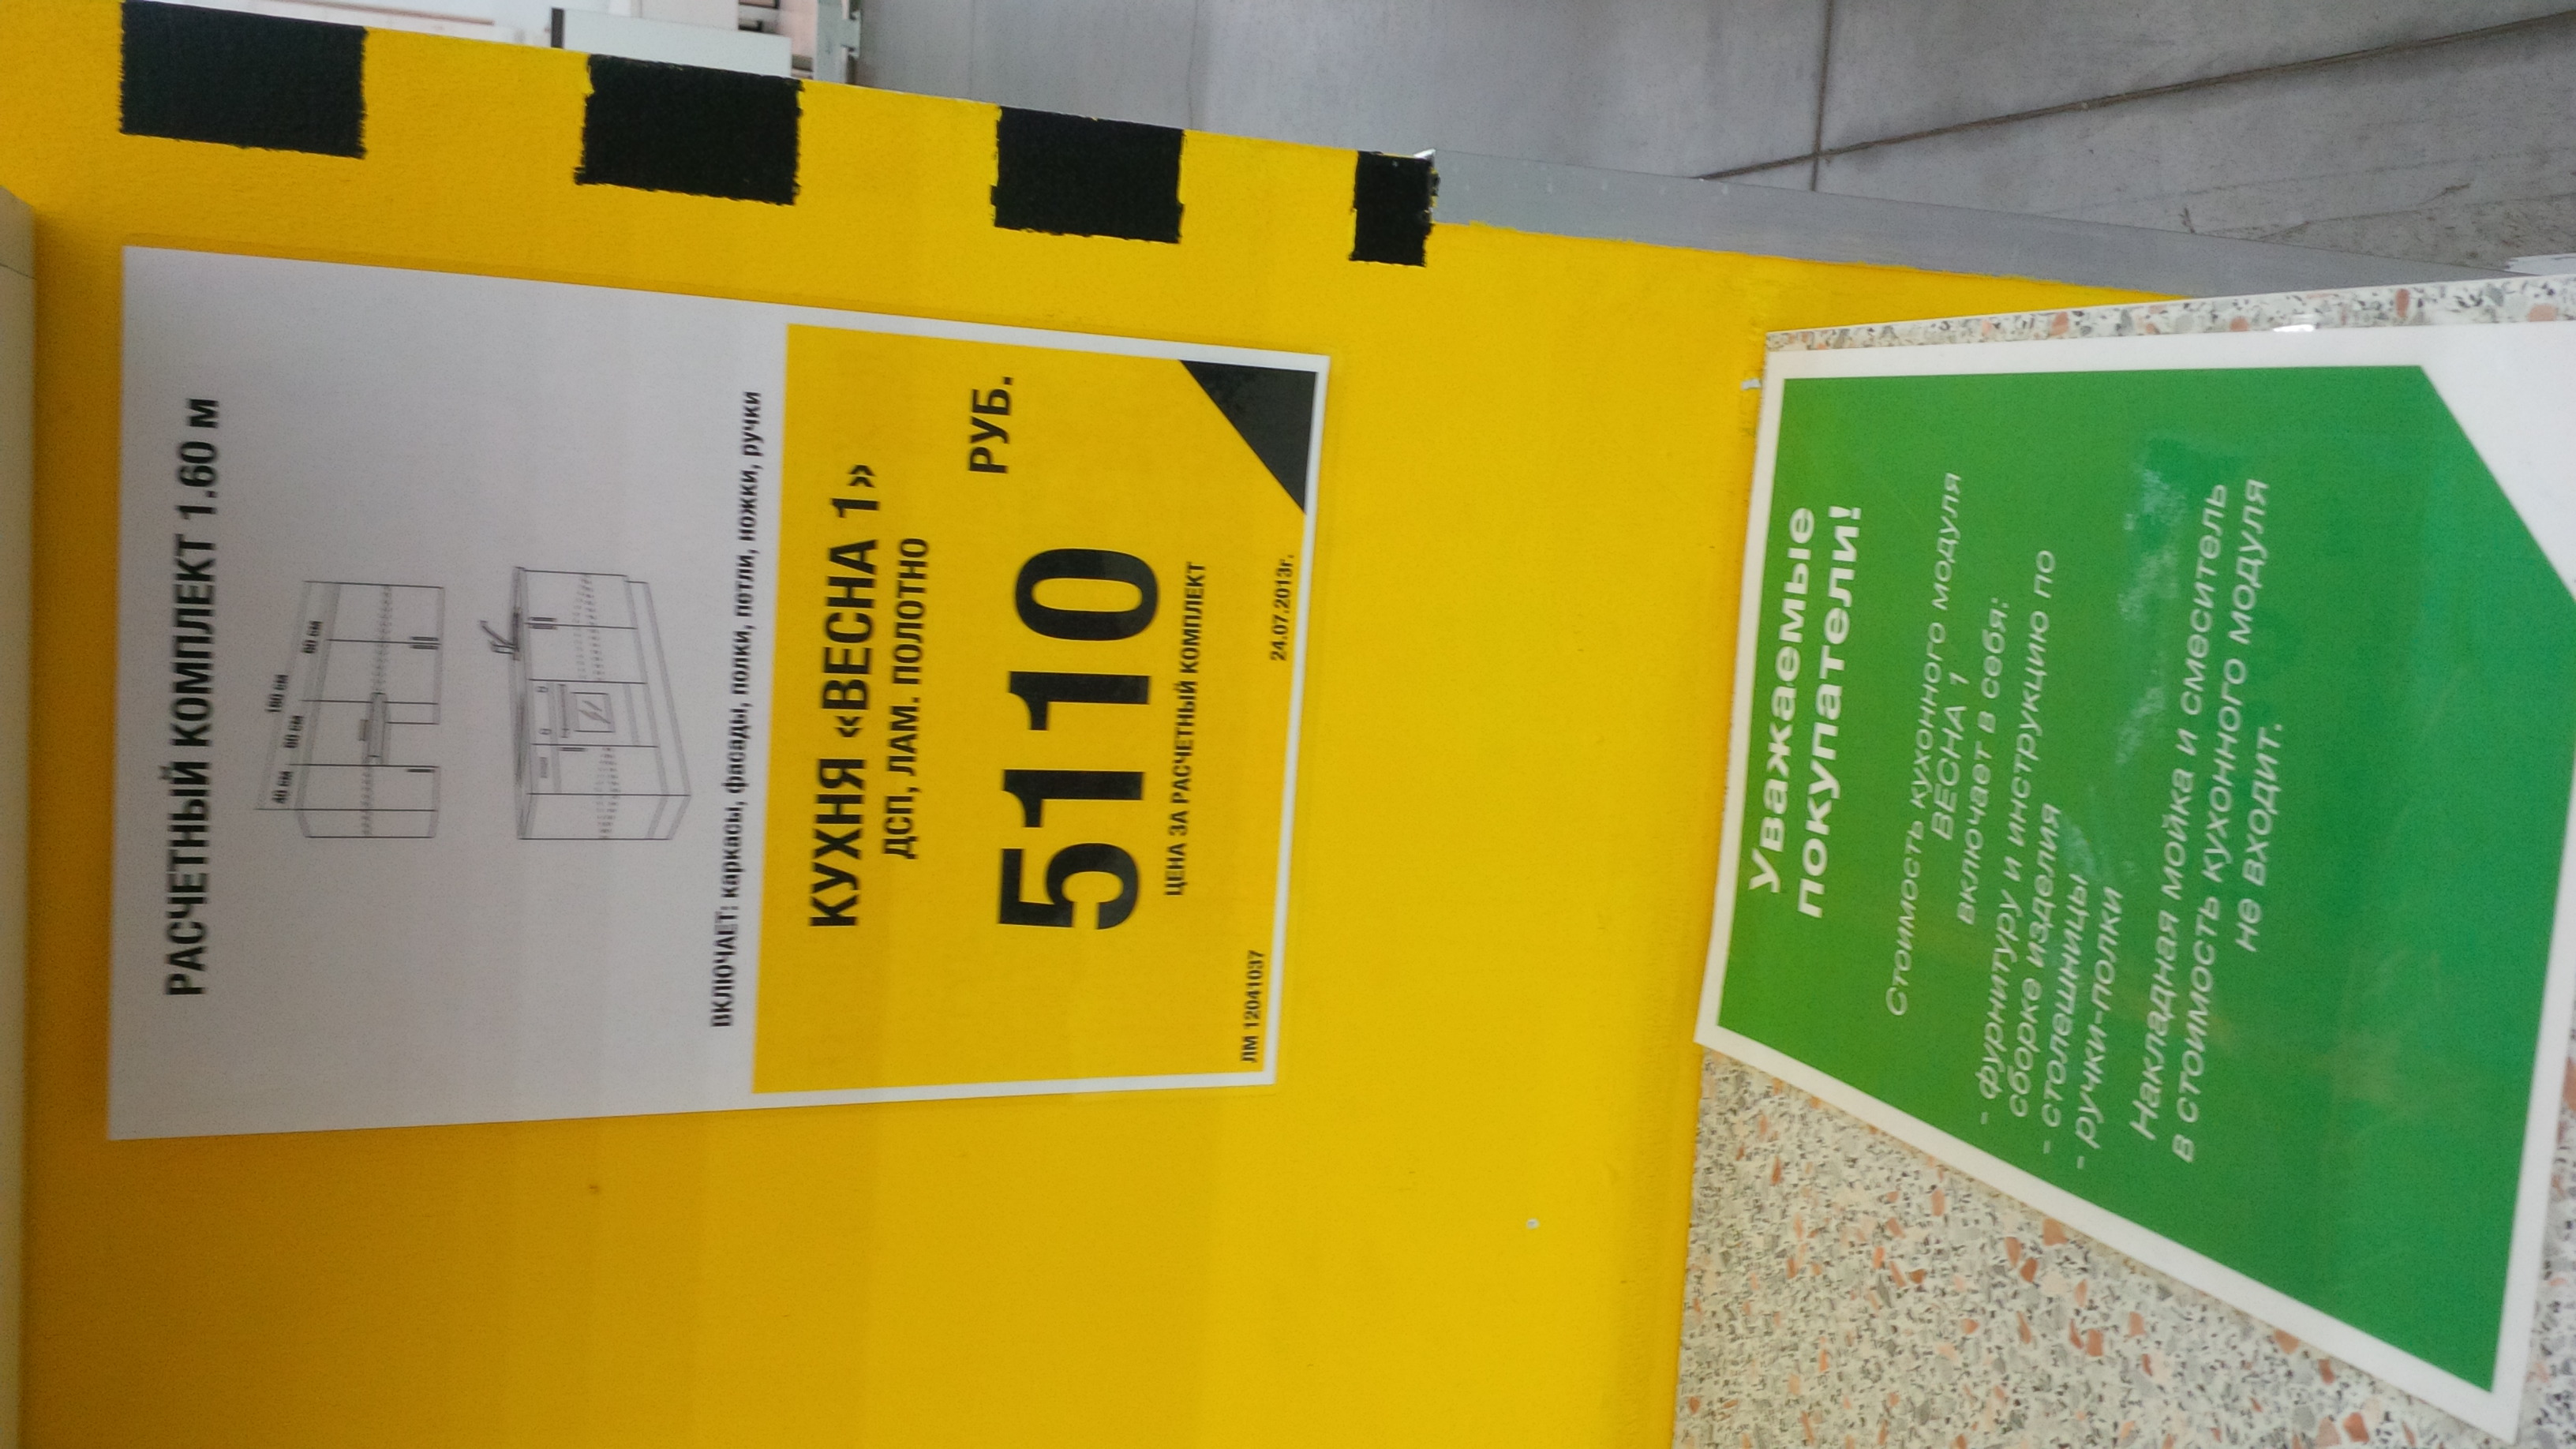 РАСЧЕТНЫЙ КОМПЛЕКТ 1.60 м
160 см
40 см 60 см 60 см
ВКЛЮЧАЕТ: каркасы, фасады, полки, петли, ножки, ручки
КУХНЯ «ВЕСНА 1»
ДСП, ЛАМ. ПОЛОТНО
РУБ.
5110
ЦЕНА ЗА РАСЧЕТНЫЙ КОМПЛЕКТ
ЛМ 12041037
24.07.2013г.
Уважаемые
покупатели!
Стоимость кухонного модуля
ВЕСНА 1
включает в себя:
- фурнитуру и инструкцию по
сборке изделия
- столешницы
- ручки-полки
Накладная мойка и смеситель
в стоимость кухонного модуля
не входит.